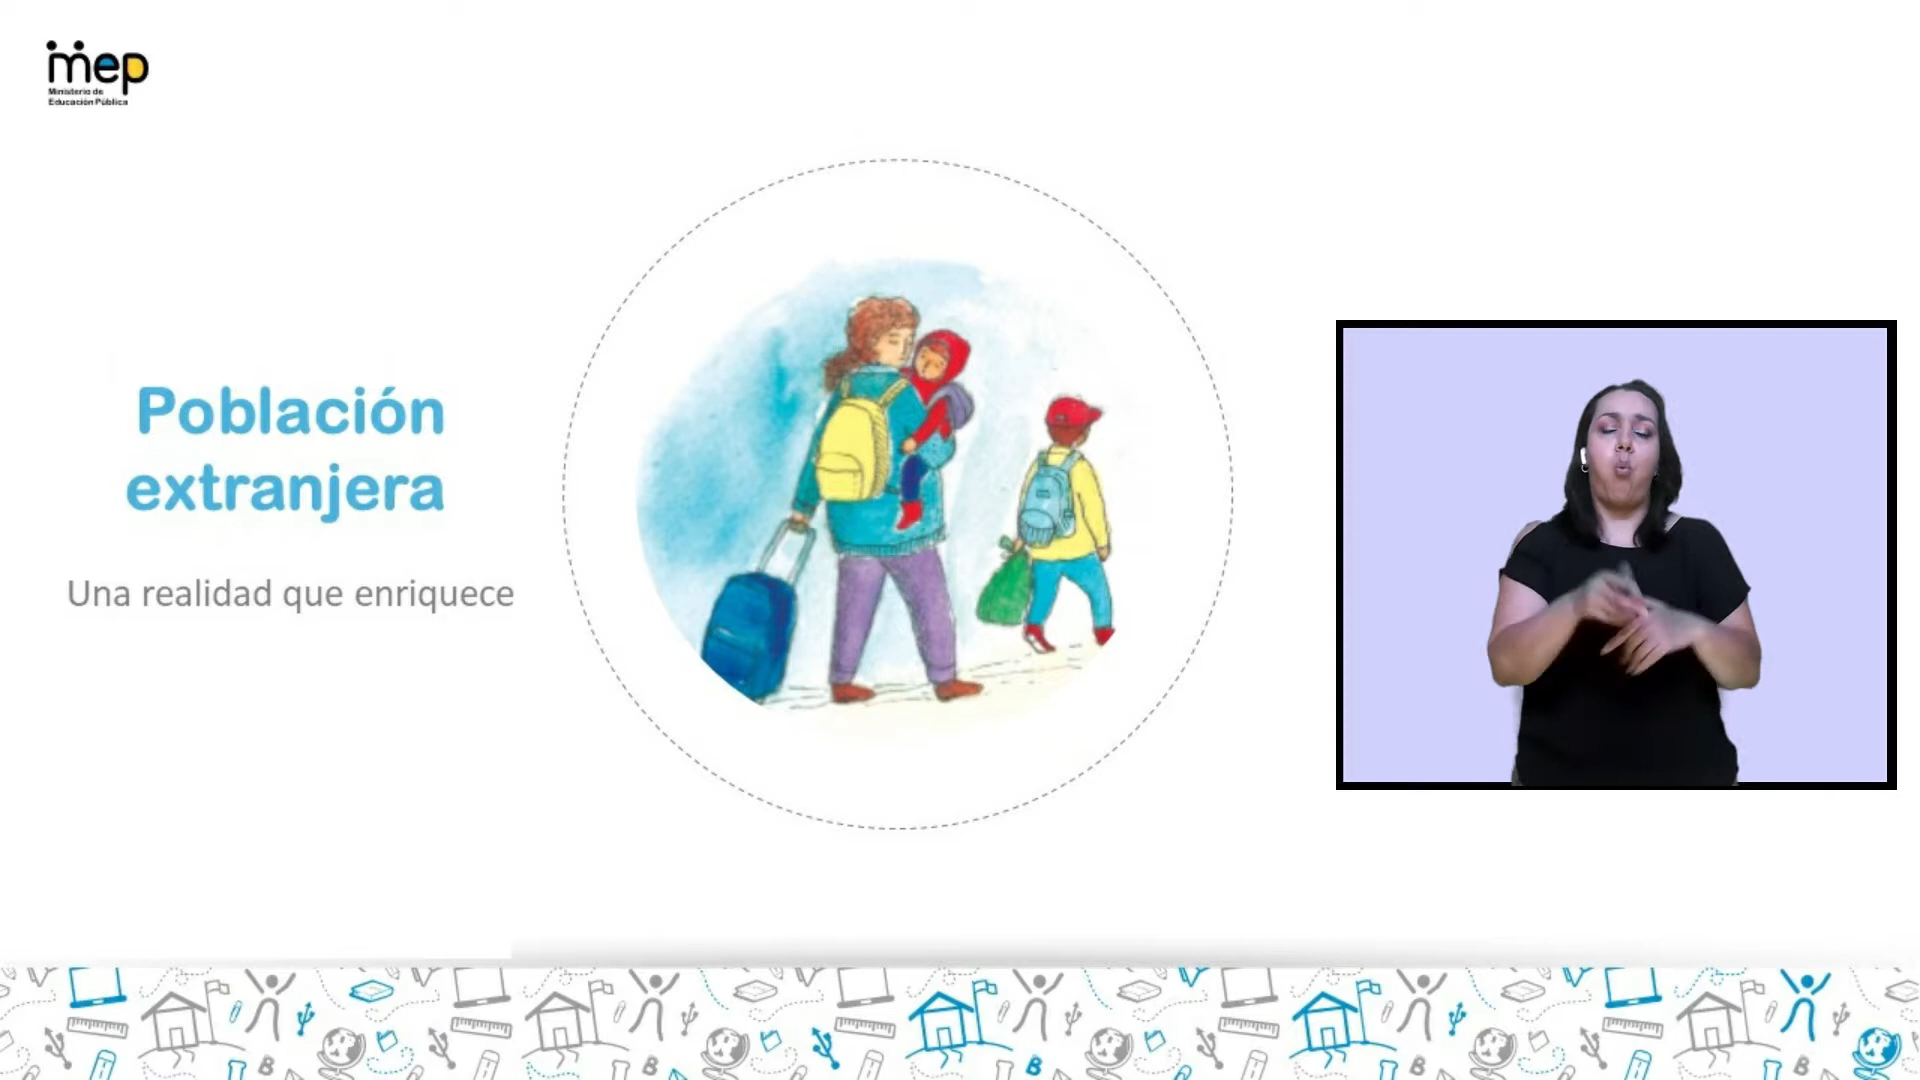 mep
Ministerio de
Educación Pública
Población
extranjera
Una realidad que enriquece